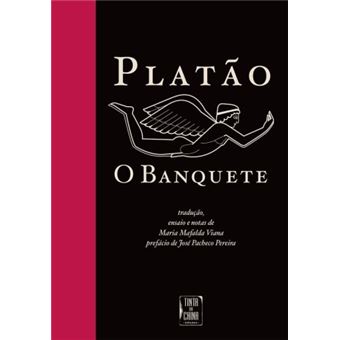 PLATÃO
O BANQUETE
tradução,
ensaio e notas de
Maria Mafalda Viana
prefácio de José Pacheco Pereira
TINTA
DA
CHINA